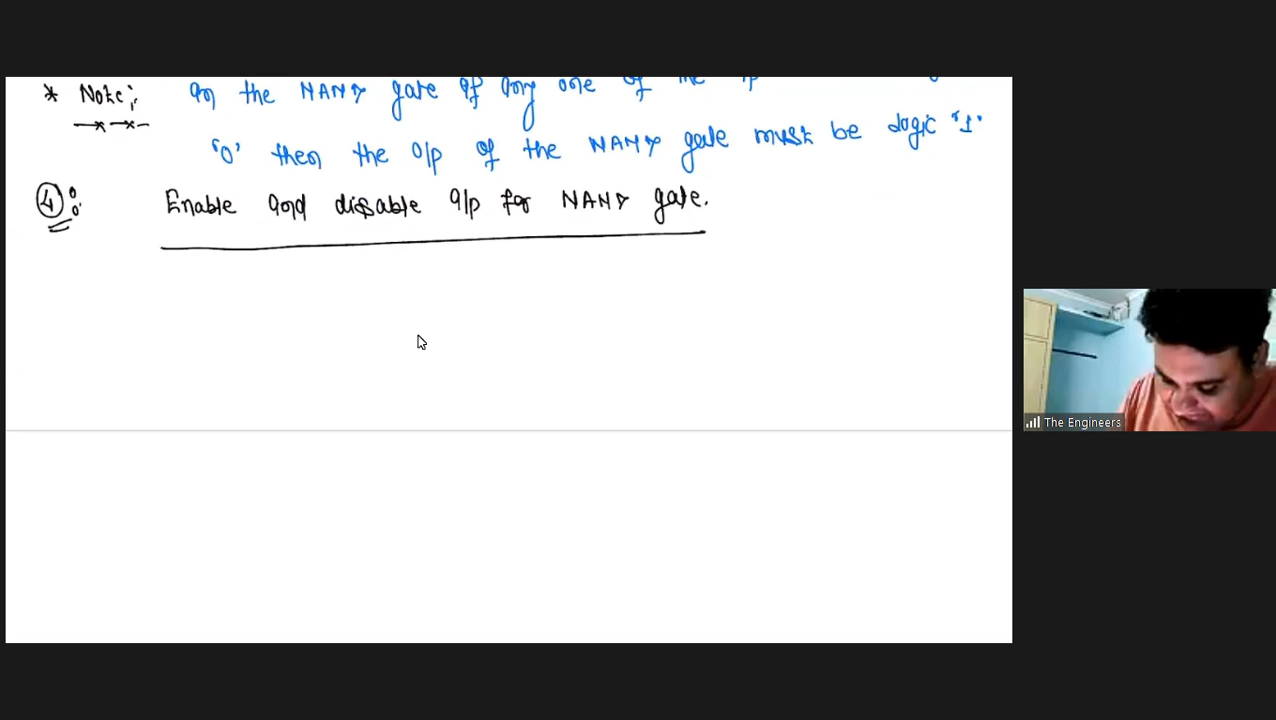 * Note:
In the NAND gate if any one of the
'0' then the O/p of the NAND gate must be logic '1'
4: Enable and disable I/p for NAND gate.
The Engineers